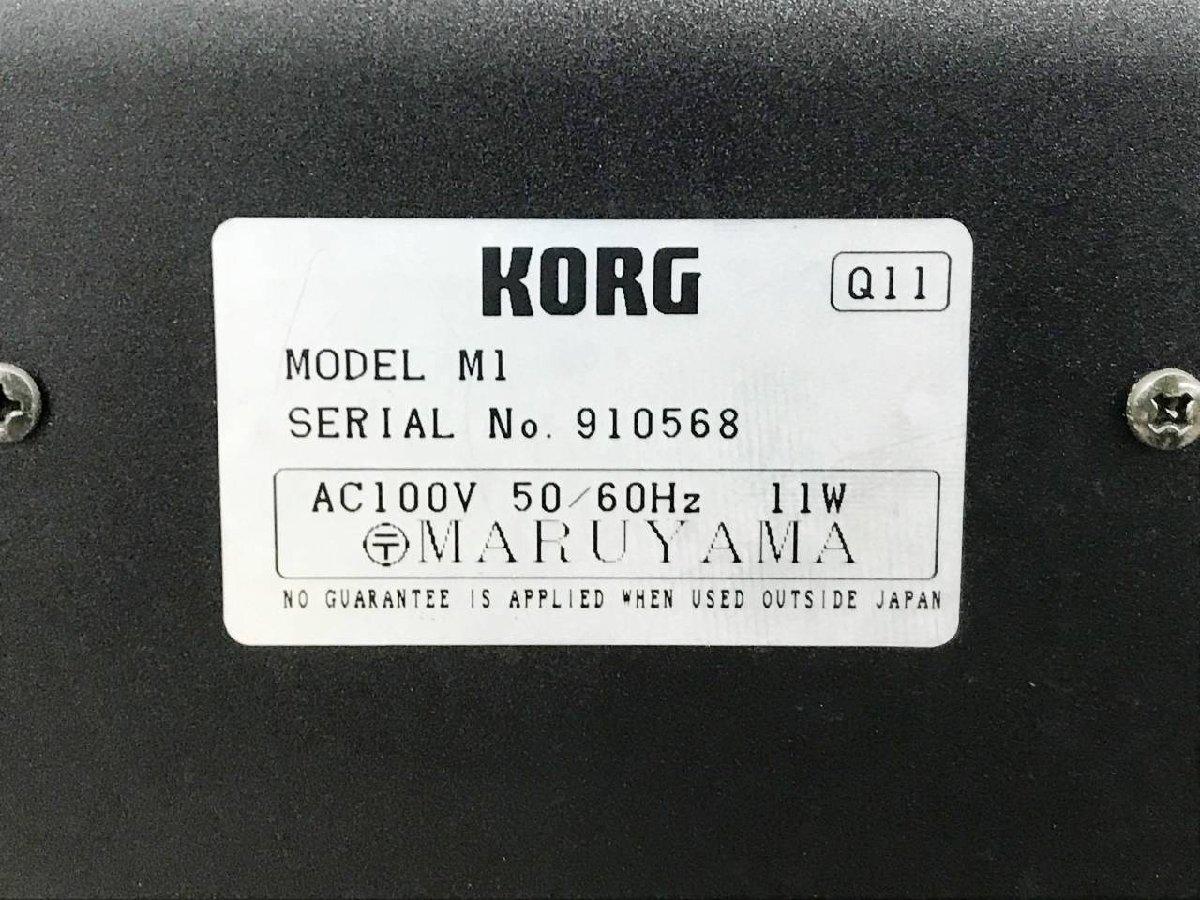 KORG
Q11
MODEL M1
SERIAL No. 910568
AC100V 50/60Hz 11W
〶MARUYAMA
NO GUARANTEE IS APPLIED WHEN USED OUTSIDE JAPAN